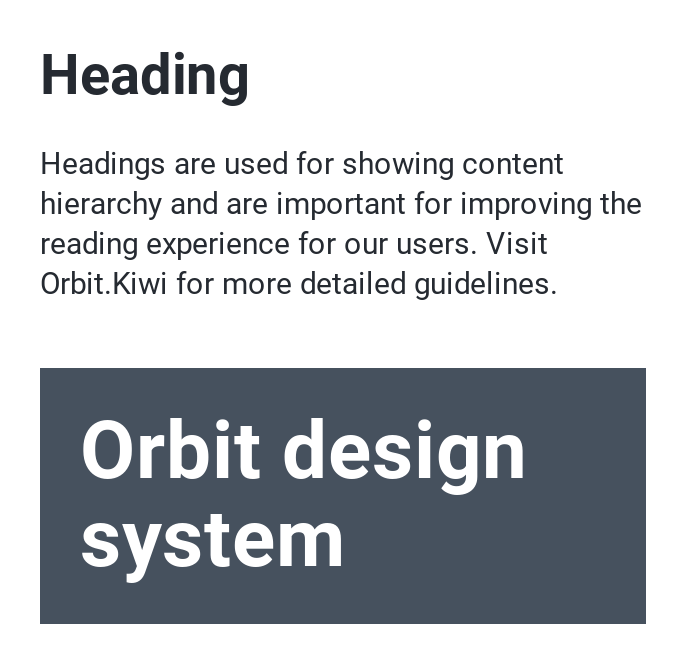 Heading
Headings are used for showing content
hierarchy and are important for improving the
reading experience for our users. Visit
Orbit.Kiwi for more detailed guidelines.
Orbit design
system